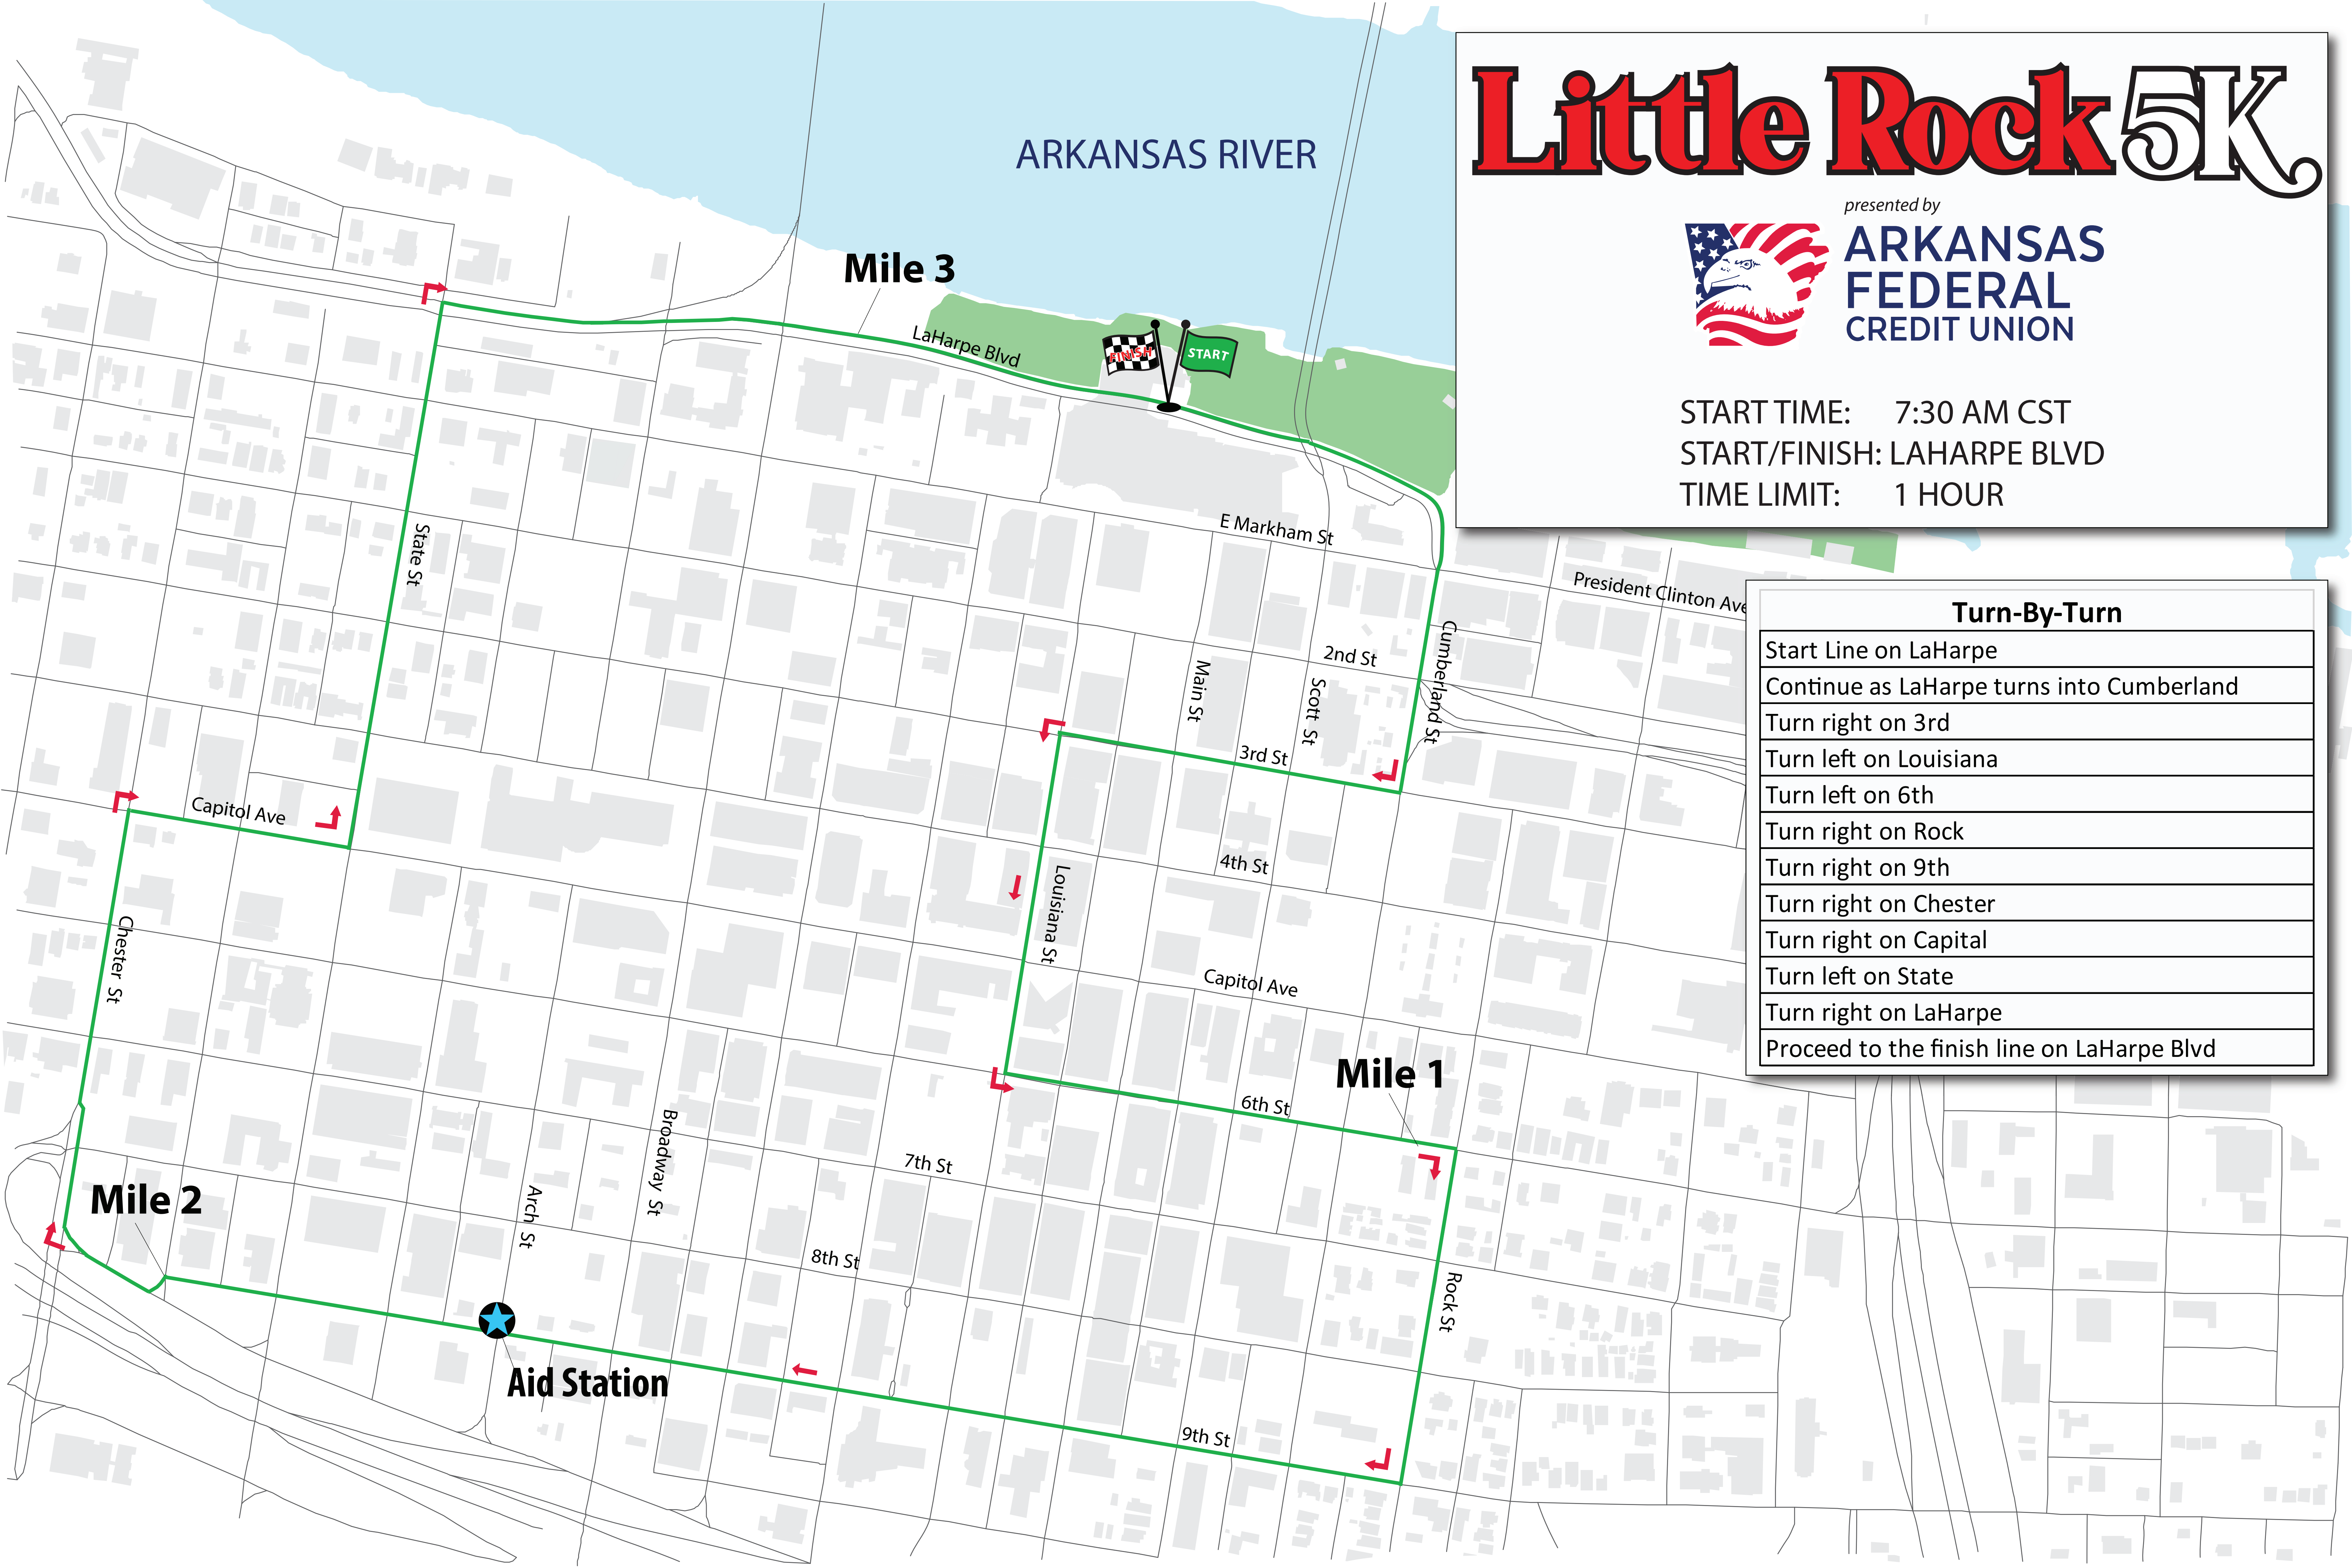 Little Rock 5K
presented by
ARKANSAS
FEDERAL
CREDIT UNION
START TIME: 7:30 AM CST
START/FINISH: LAHARPE BLVD
TIME LIMIT: 1 HOUR
ARKANSAS RIVER
Mile 3
LaHarpe Blvd
FINISH
START
E Markham St
President Clinton Ave
State St
Cumberland St
2nd St
Main St
Scott St
3rd St
Capitol Ave
4th St
Louisiana St
Chester St
Capitol Ave
Mile 1
6th St
Broadway St
7th St
Mile 2
Arch St
8th St
Rock St
Aid Station
9th St
Turn-By-Turn
Start Line on LaHarpe
Continue as LaHarpe turns into Cumberland
Turn right on 3rd
Turn left on Louisiana
Turn left on 6th
Turn right on Rock
Turn right on 9th
Turn right on Chester
Turn right on Capital
Turn left on State
Turn right on LaHarpe
Proceed to the finish line on LaHarpe Blvd